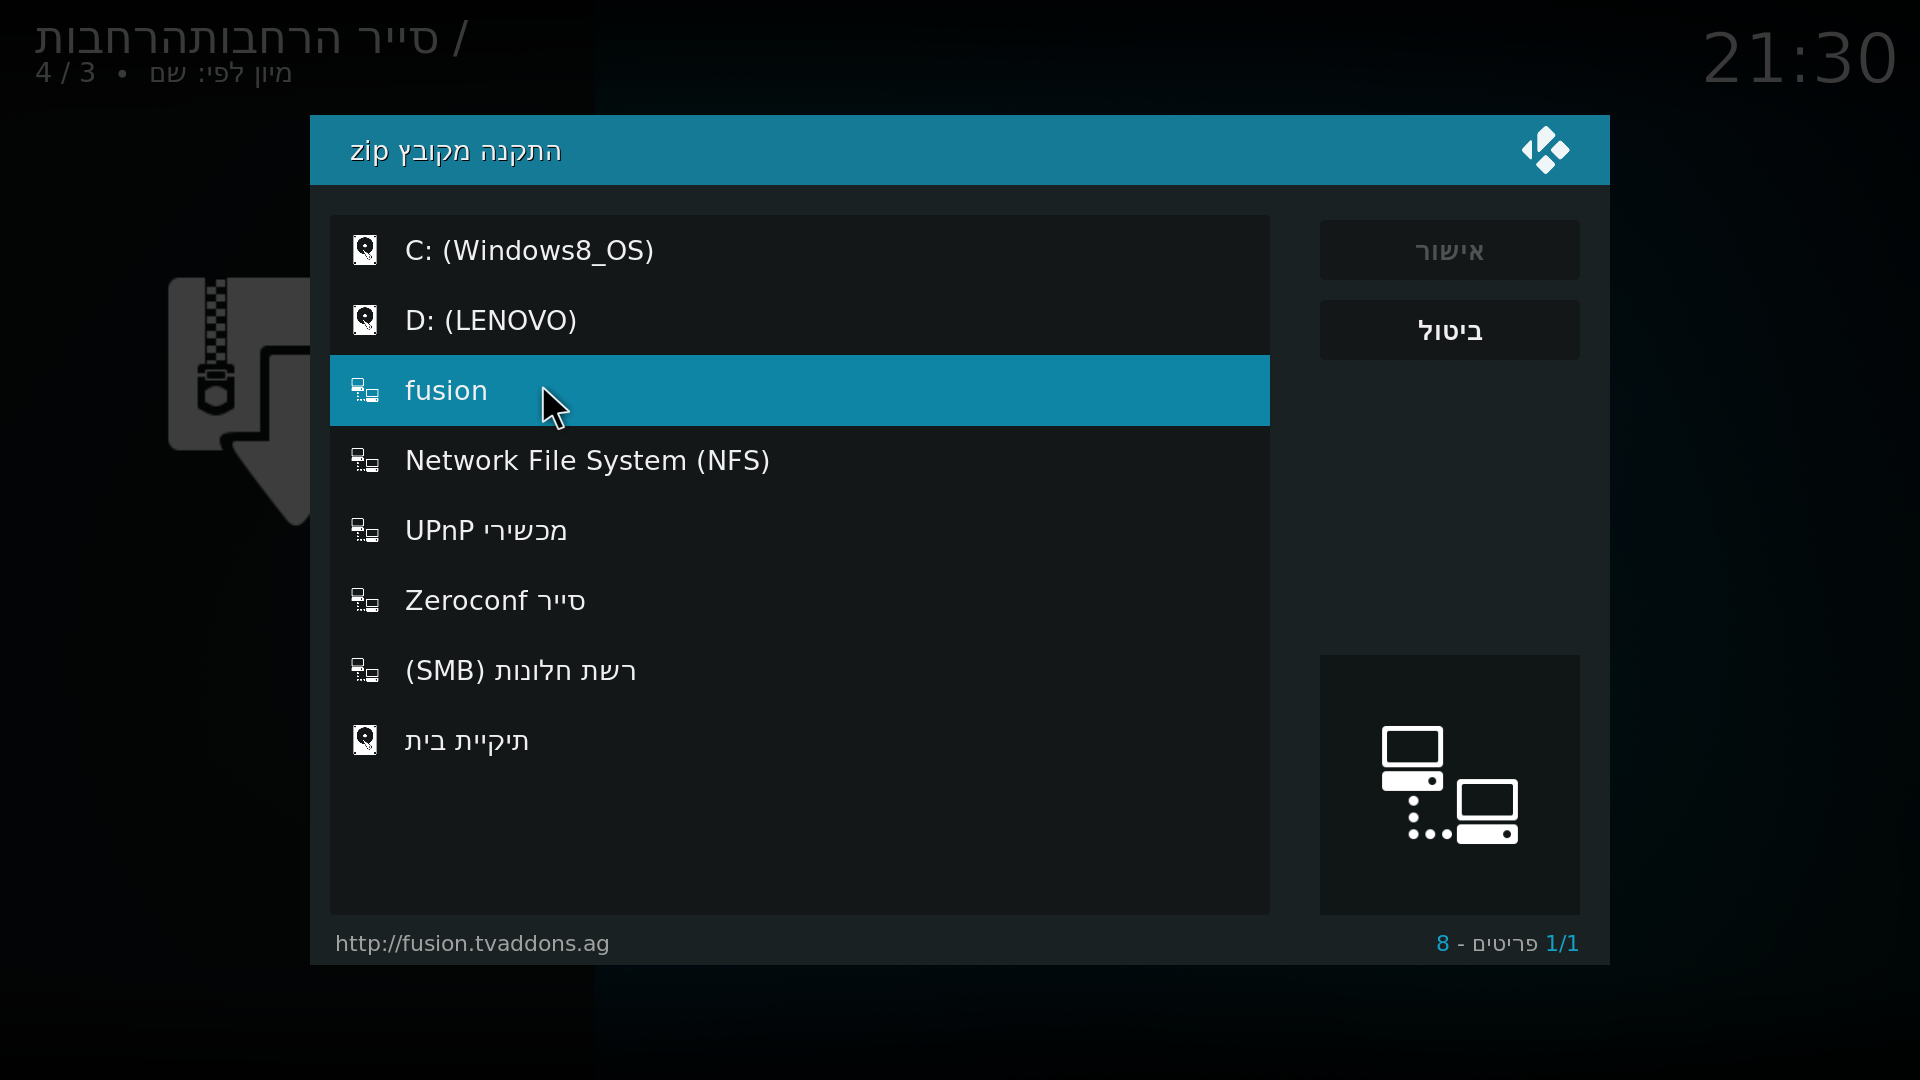 סייר הרחבותהרחבות /
מיון לפי: שם • 3 / 4
21:30
התקנה מקובץ zip
C: (Windows8_OS)
D: (LENOVO)
fusion
Network File System (NFS)
מכשירי UPnP
סייר Zeroconf
רשת חלונות (SMB)
תיקיית בית
אישור
ביטול
http://fusion.tvaddons.ag
8 - פריטים 1/1